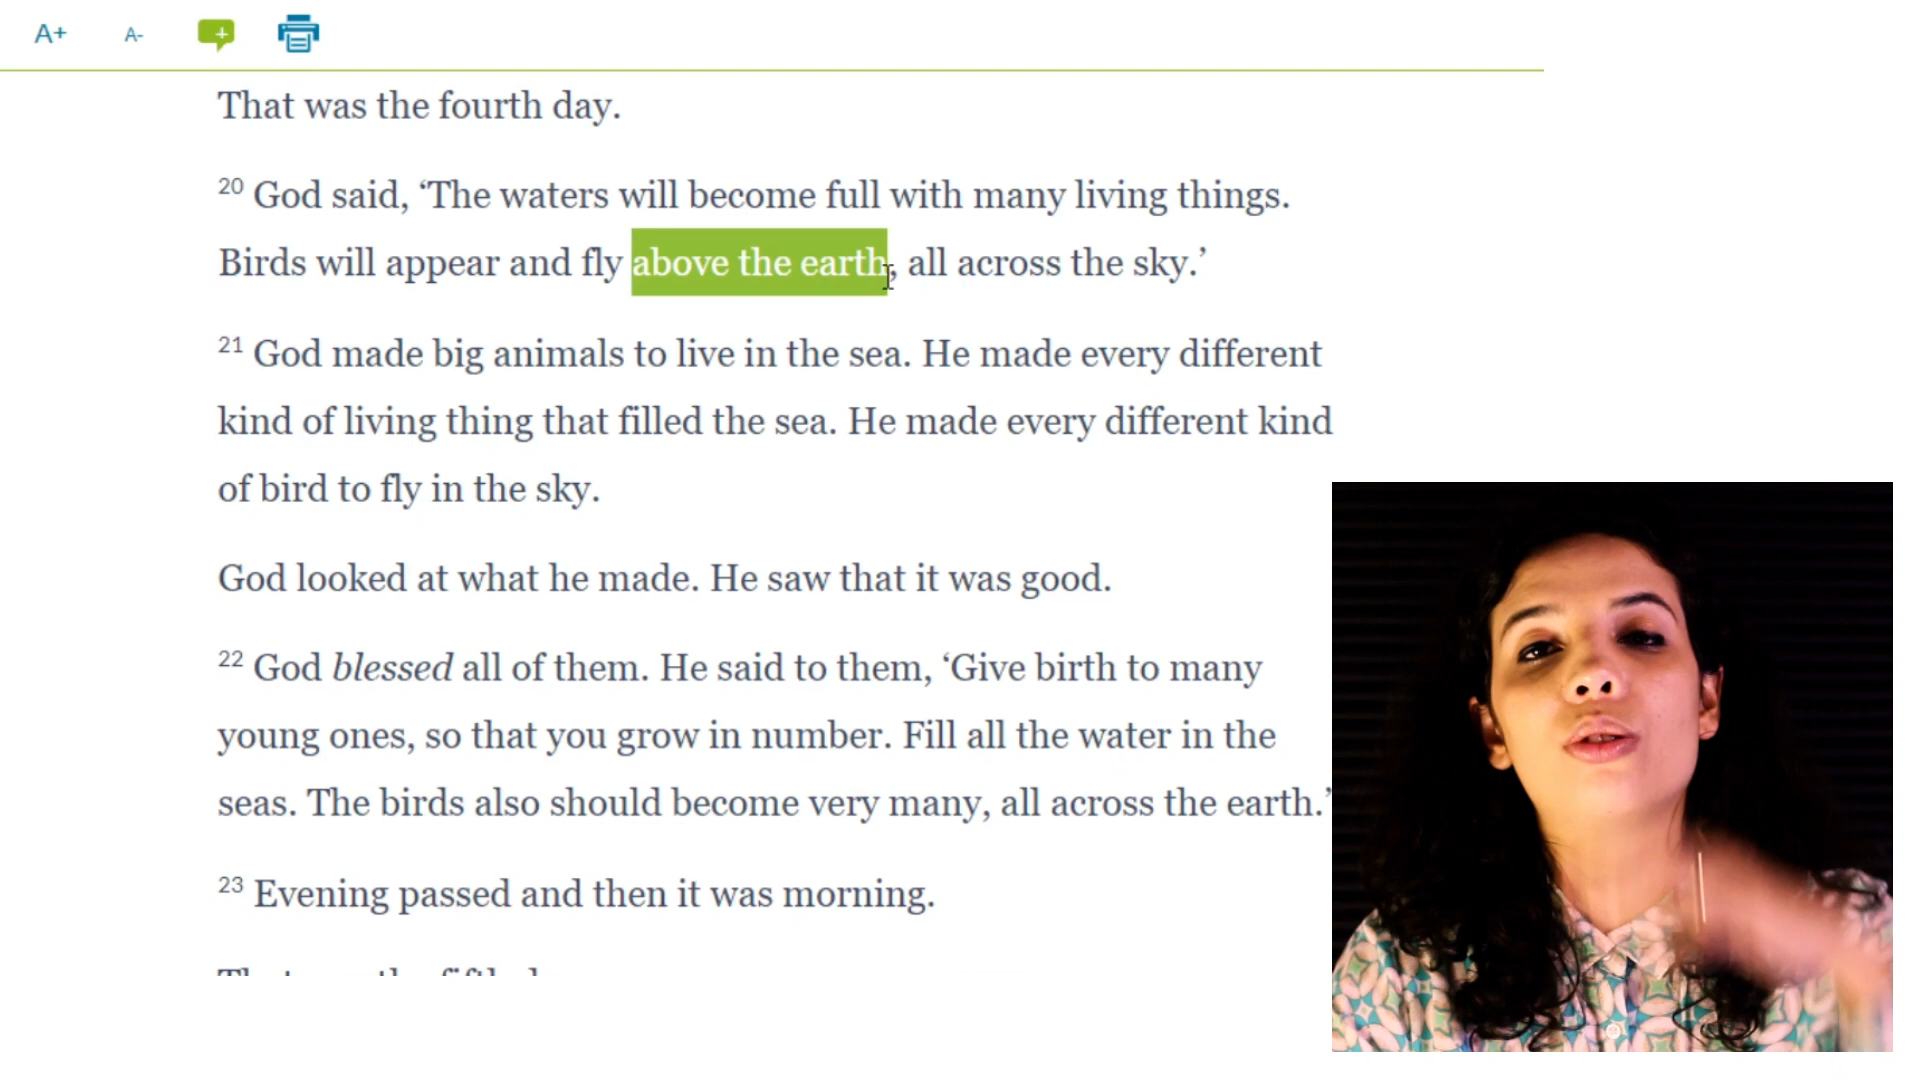 A+ A-
That was the fourth day.
20 God said, ‘The waters will become full with many living things.
Birds will appear and fly above the earth, all across the sky.’
21 God made big animals to live in the sea. He made every different
kind of living thing that filled the sea. He made every different kind
of bird to fly in the sky.
God looked at what he made. He saw that it was good.
22 God blessed all of them. He said to them, ‘Give birth to many
young ones, so that you grow in number. Fill all the water in the
seas. The birds also should become very many, all across the earth.’
23 Evening passed and then it was morning.